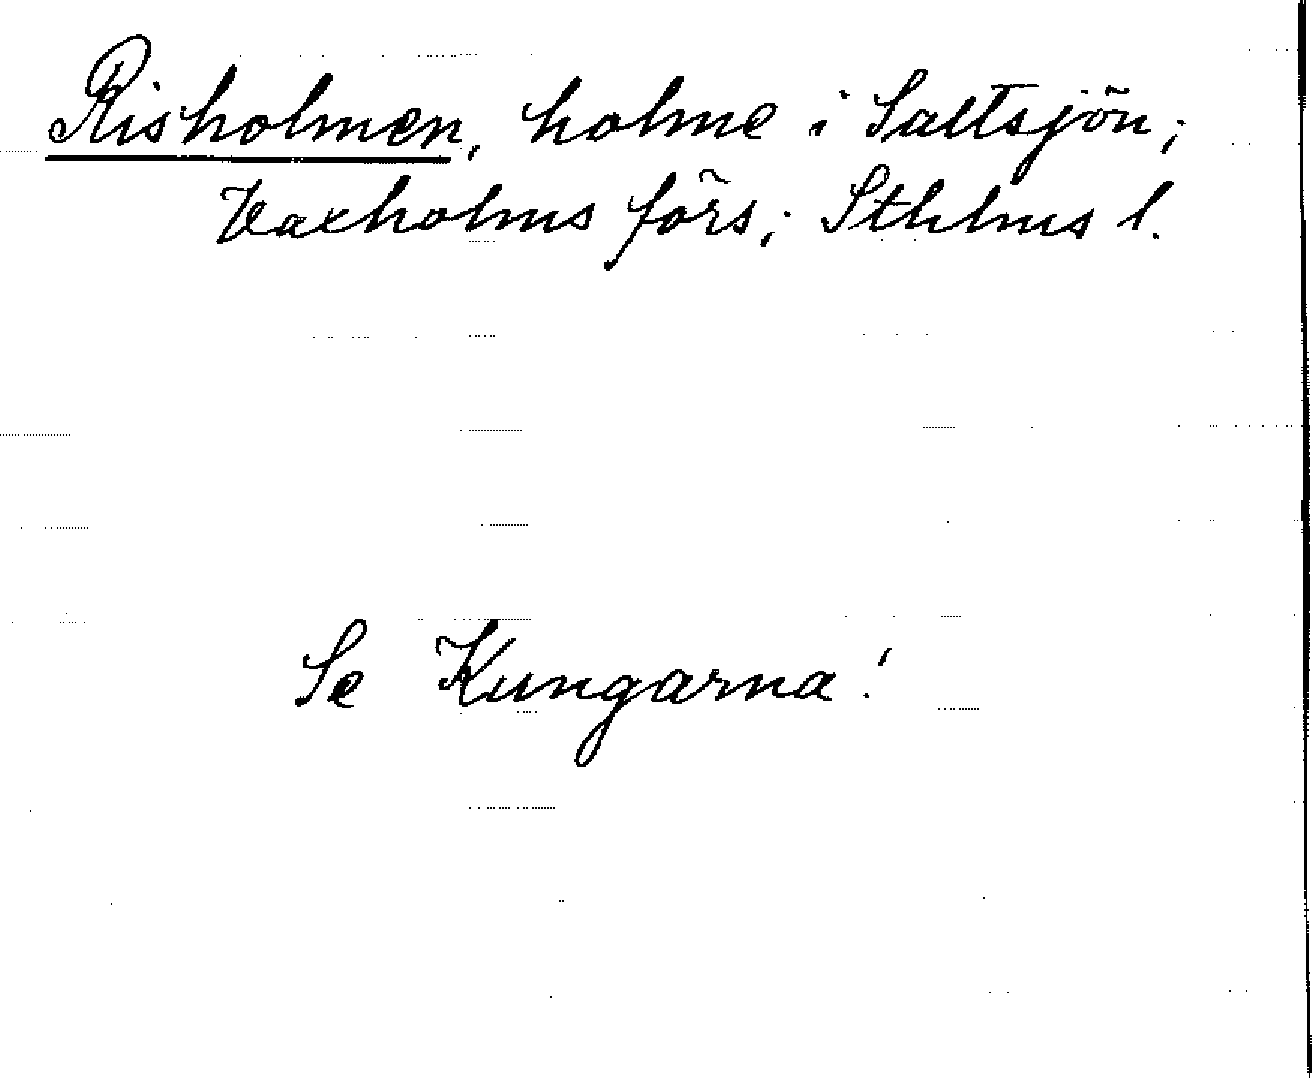 Risholmen, holme i Saltsjön;
Vaxholms förs; Sthlms l.
Se Kungarna!